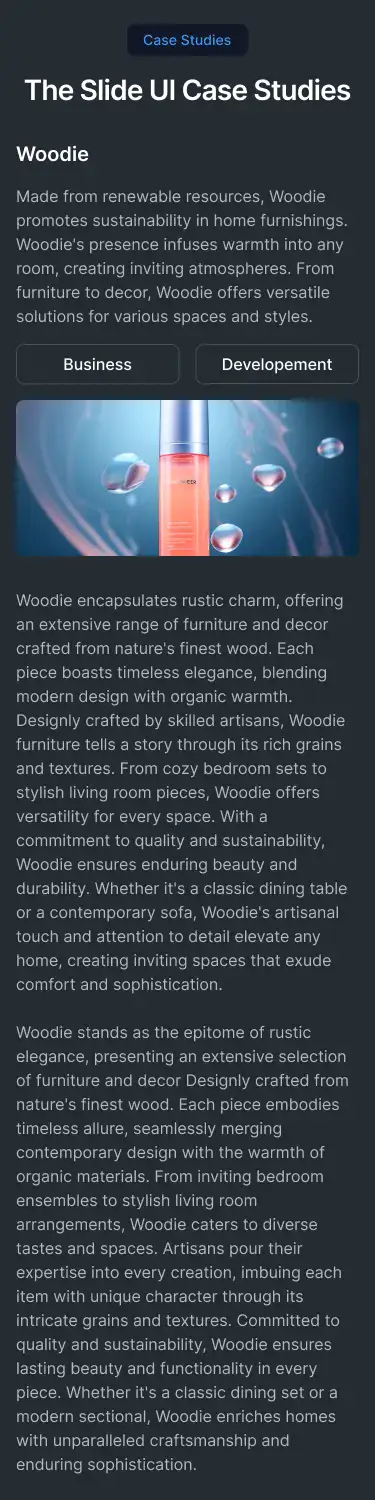 Case Studies
The Slide UI Case Studies
Woodie
Made from renewable resources, Woodie
promotes sustainability in home furnishings.
Woodie's presence infuses warmth into any
room, creating inviting atmospheres. From
furniture to decor, Woodie offers versatile
solutions for various spaces and styles.
Business
Developement
Woodie encapsulates rustic charm, offering
an extensive range of furniture and decor
crafted from nature's finest wood. Each
piece boasts timeless elegance, blending
modern design with organic warmth.
Designly crafted by skilled artisans, Woodie
furniture tells a story through its rich grains
and textures. From cozy bedroom sets to
stylish living room pieces, Woodie offers
versatility for every space. With a
commitment to quality and sustainability,
Woodie ensures enduring beauty and
durability. Whether it's a classic dining table
or a contemporary sofa, Woodie's artisanal
touch and attention to detail elevate any
home, creating inviting spaces that exude
comfort and sophistication.
Woodie stands as the epitome of rustic
elegance, presenting an extensive selection
of furniture and decor Designly crafted from
nature's finest wood. Each piece embodies
timeless allure, seamlessly merging
contemporary design with the warmth of
organic materials. From inviting bedroom
ensembles to stylish living room
arrangements, Woodie caters to diverse
tastes and spaces. Artisans pour their
expertise into every creation, imbuing each
item with unique character through its
intricate grains and textures. Committed to
quality and sustainability, Woodie ensures
lasting beauty and functionality in every
piece. Whether it's a classic dining set or a
modern sectional, Woodie enriches homes
with unparalleled craftsmanship and
enduring sophistication.